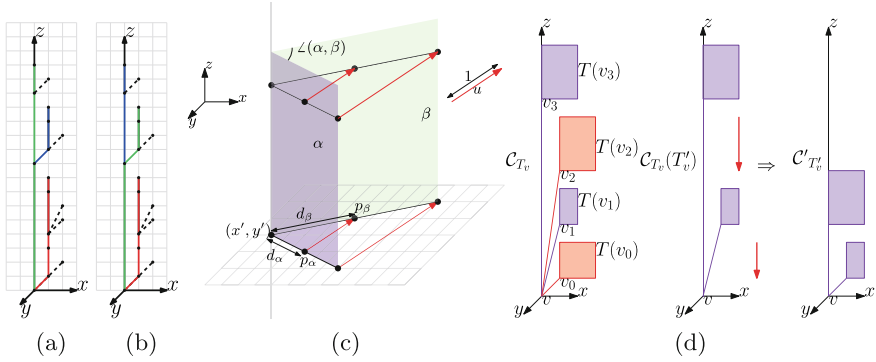 z
x
y
(a)
z
x
y
(b)
z
x
y
∠(α, β)
α
β
1
u
(x′, y′)
d_β
p_β
d_α
p_α
(c)
z
T(v_3)
v_3
C_{T_v}
T(v_2)
v_2
T(v_1)
v_1
T(v_0)
v_0
x
y
z
C_{T_v}(T′_v)
⇒
v
x
y
z
C′_{T′_v}
v
x
y
(d)